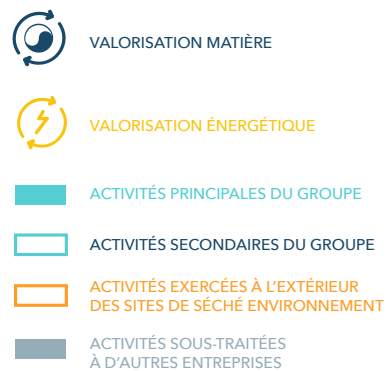 VALORISATION MATIÈRE
VALORISATION ÉNERGÉTIQUE
ACTIVITÉS PRINCIPALES DU GROUPE
ACTIVITÉS SECONDAIRES DU GROUPE
ACTIVITÉS EXERCÉES À L'EXTÉRIEUR
DES SITES DE SÉCHÉ ENVIRONNEMENT
ACTIVITÉS SOUS-TRAITÉES
À D'AUTRES ENTREPRISES